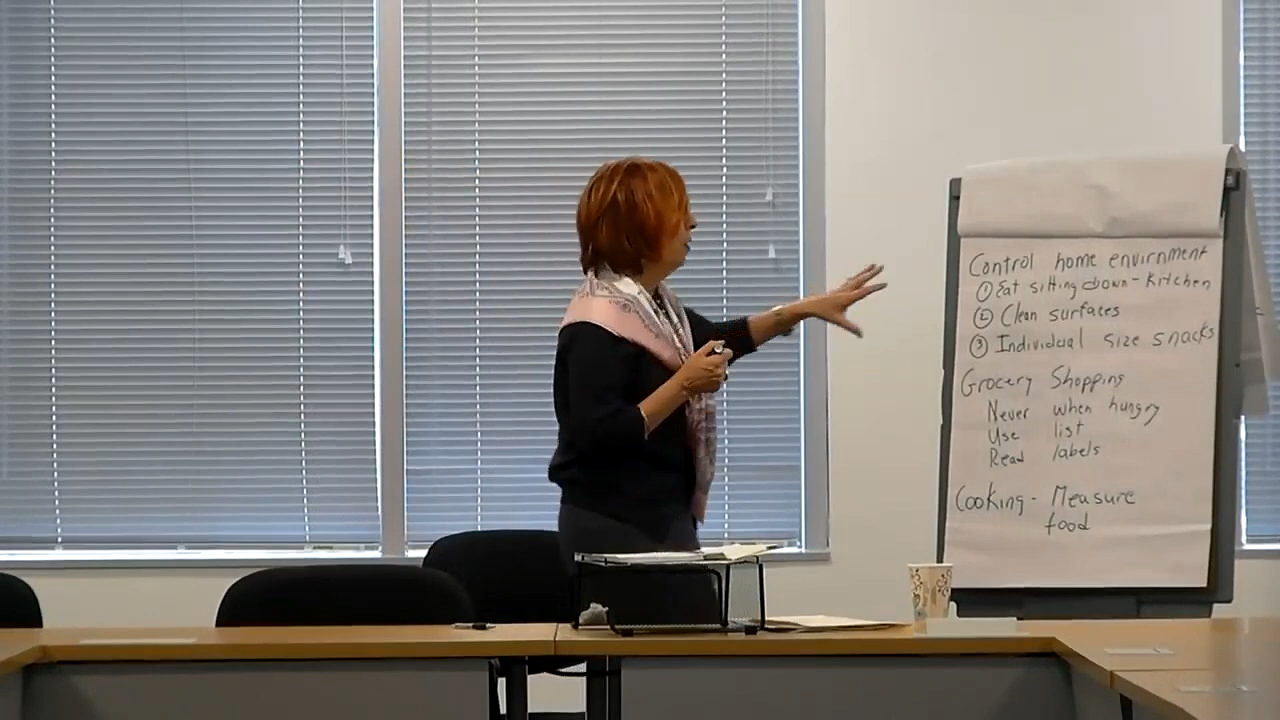 Control home envirnment
① Eat sitting down - Kitchen
② Clean surfaces
③ Individual size snacks
Grocery Shopping
Never when hungry
Use list
Read labels
Cooking - Measure
food